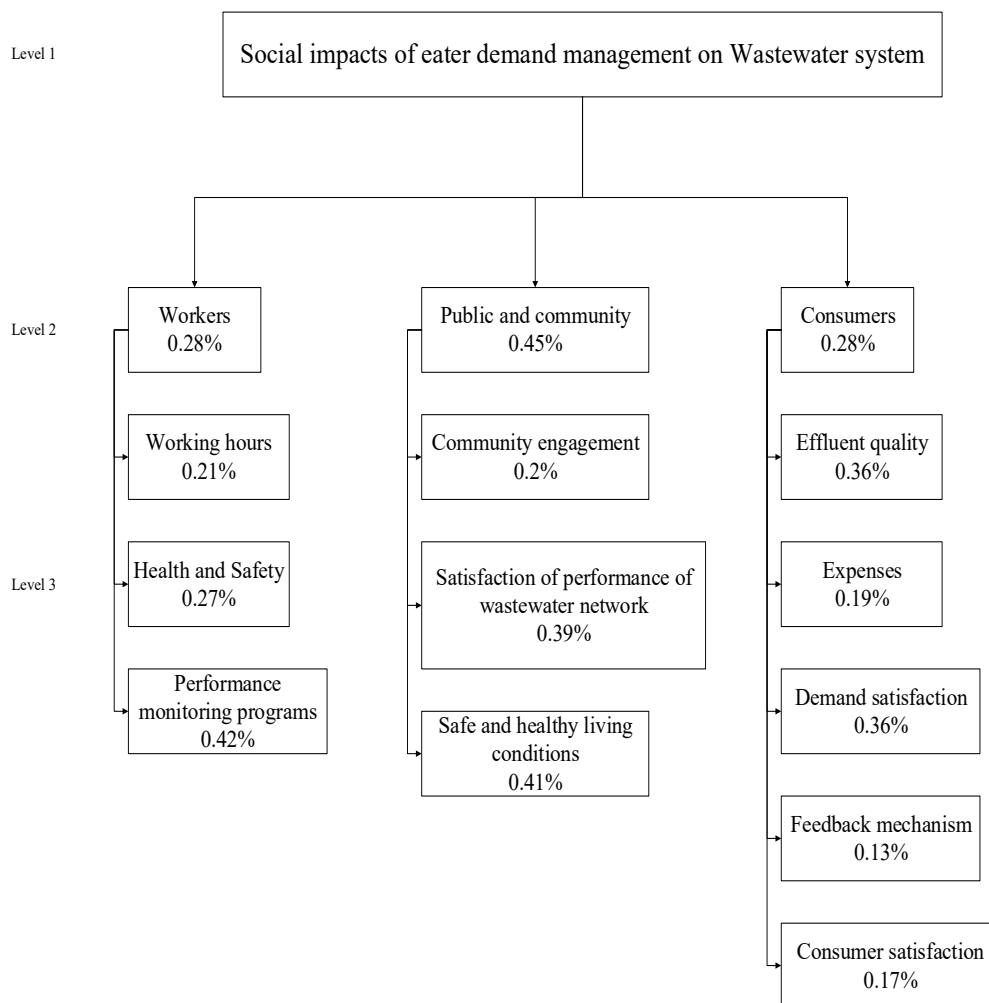 Level 1
Social impacts of eater demand management on Wastewater system
Level 2
Workers
0.28%
Public and community
0.45%
Consumers
0.28%
Working hours
0.21%
Community engagement
0.2%
Effluent quality
0.36%
Level 3
Health and Safety
0.27%
Satisfaction of performance of
wastewater network
0.39%
Expenses
0.19%
Performance
monitoring programs
0.42%
Safe and healthy living
conditions
0.41%
Demand satisfaction
0.36%
Feedback mechanism
0.13%
Consumer satisfaction
0.17%